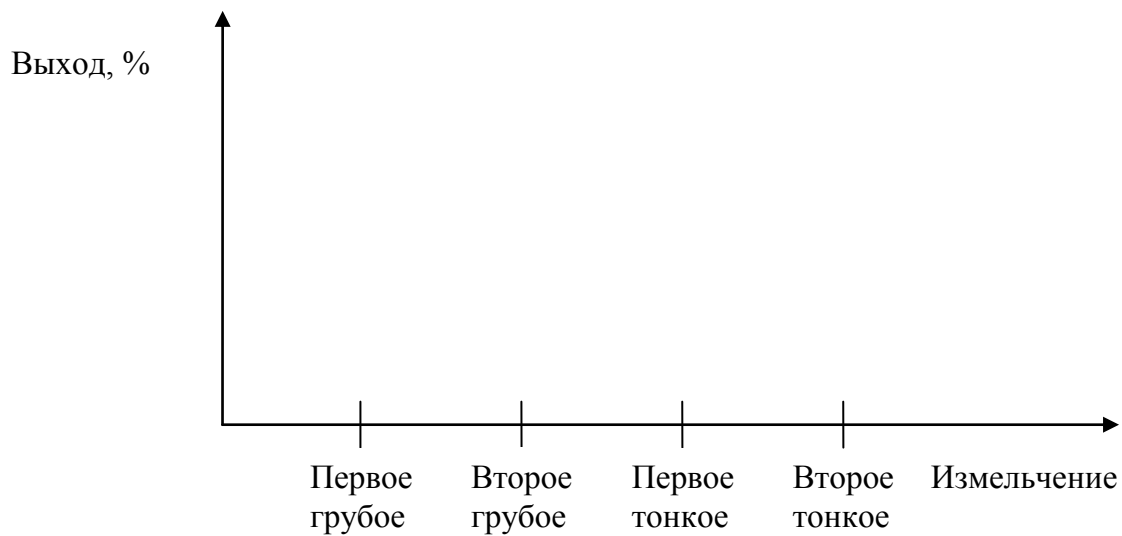 Выход, %
Первое грубое
Второе грубое
Первое тонкое
Второе тонкое
Измельчение